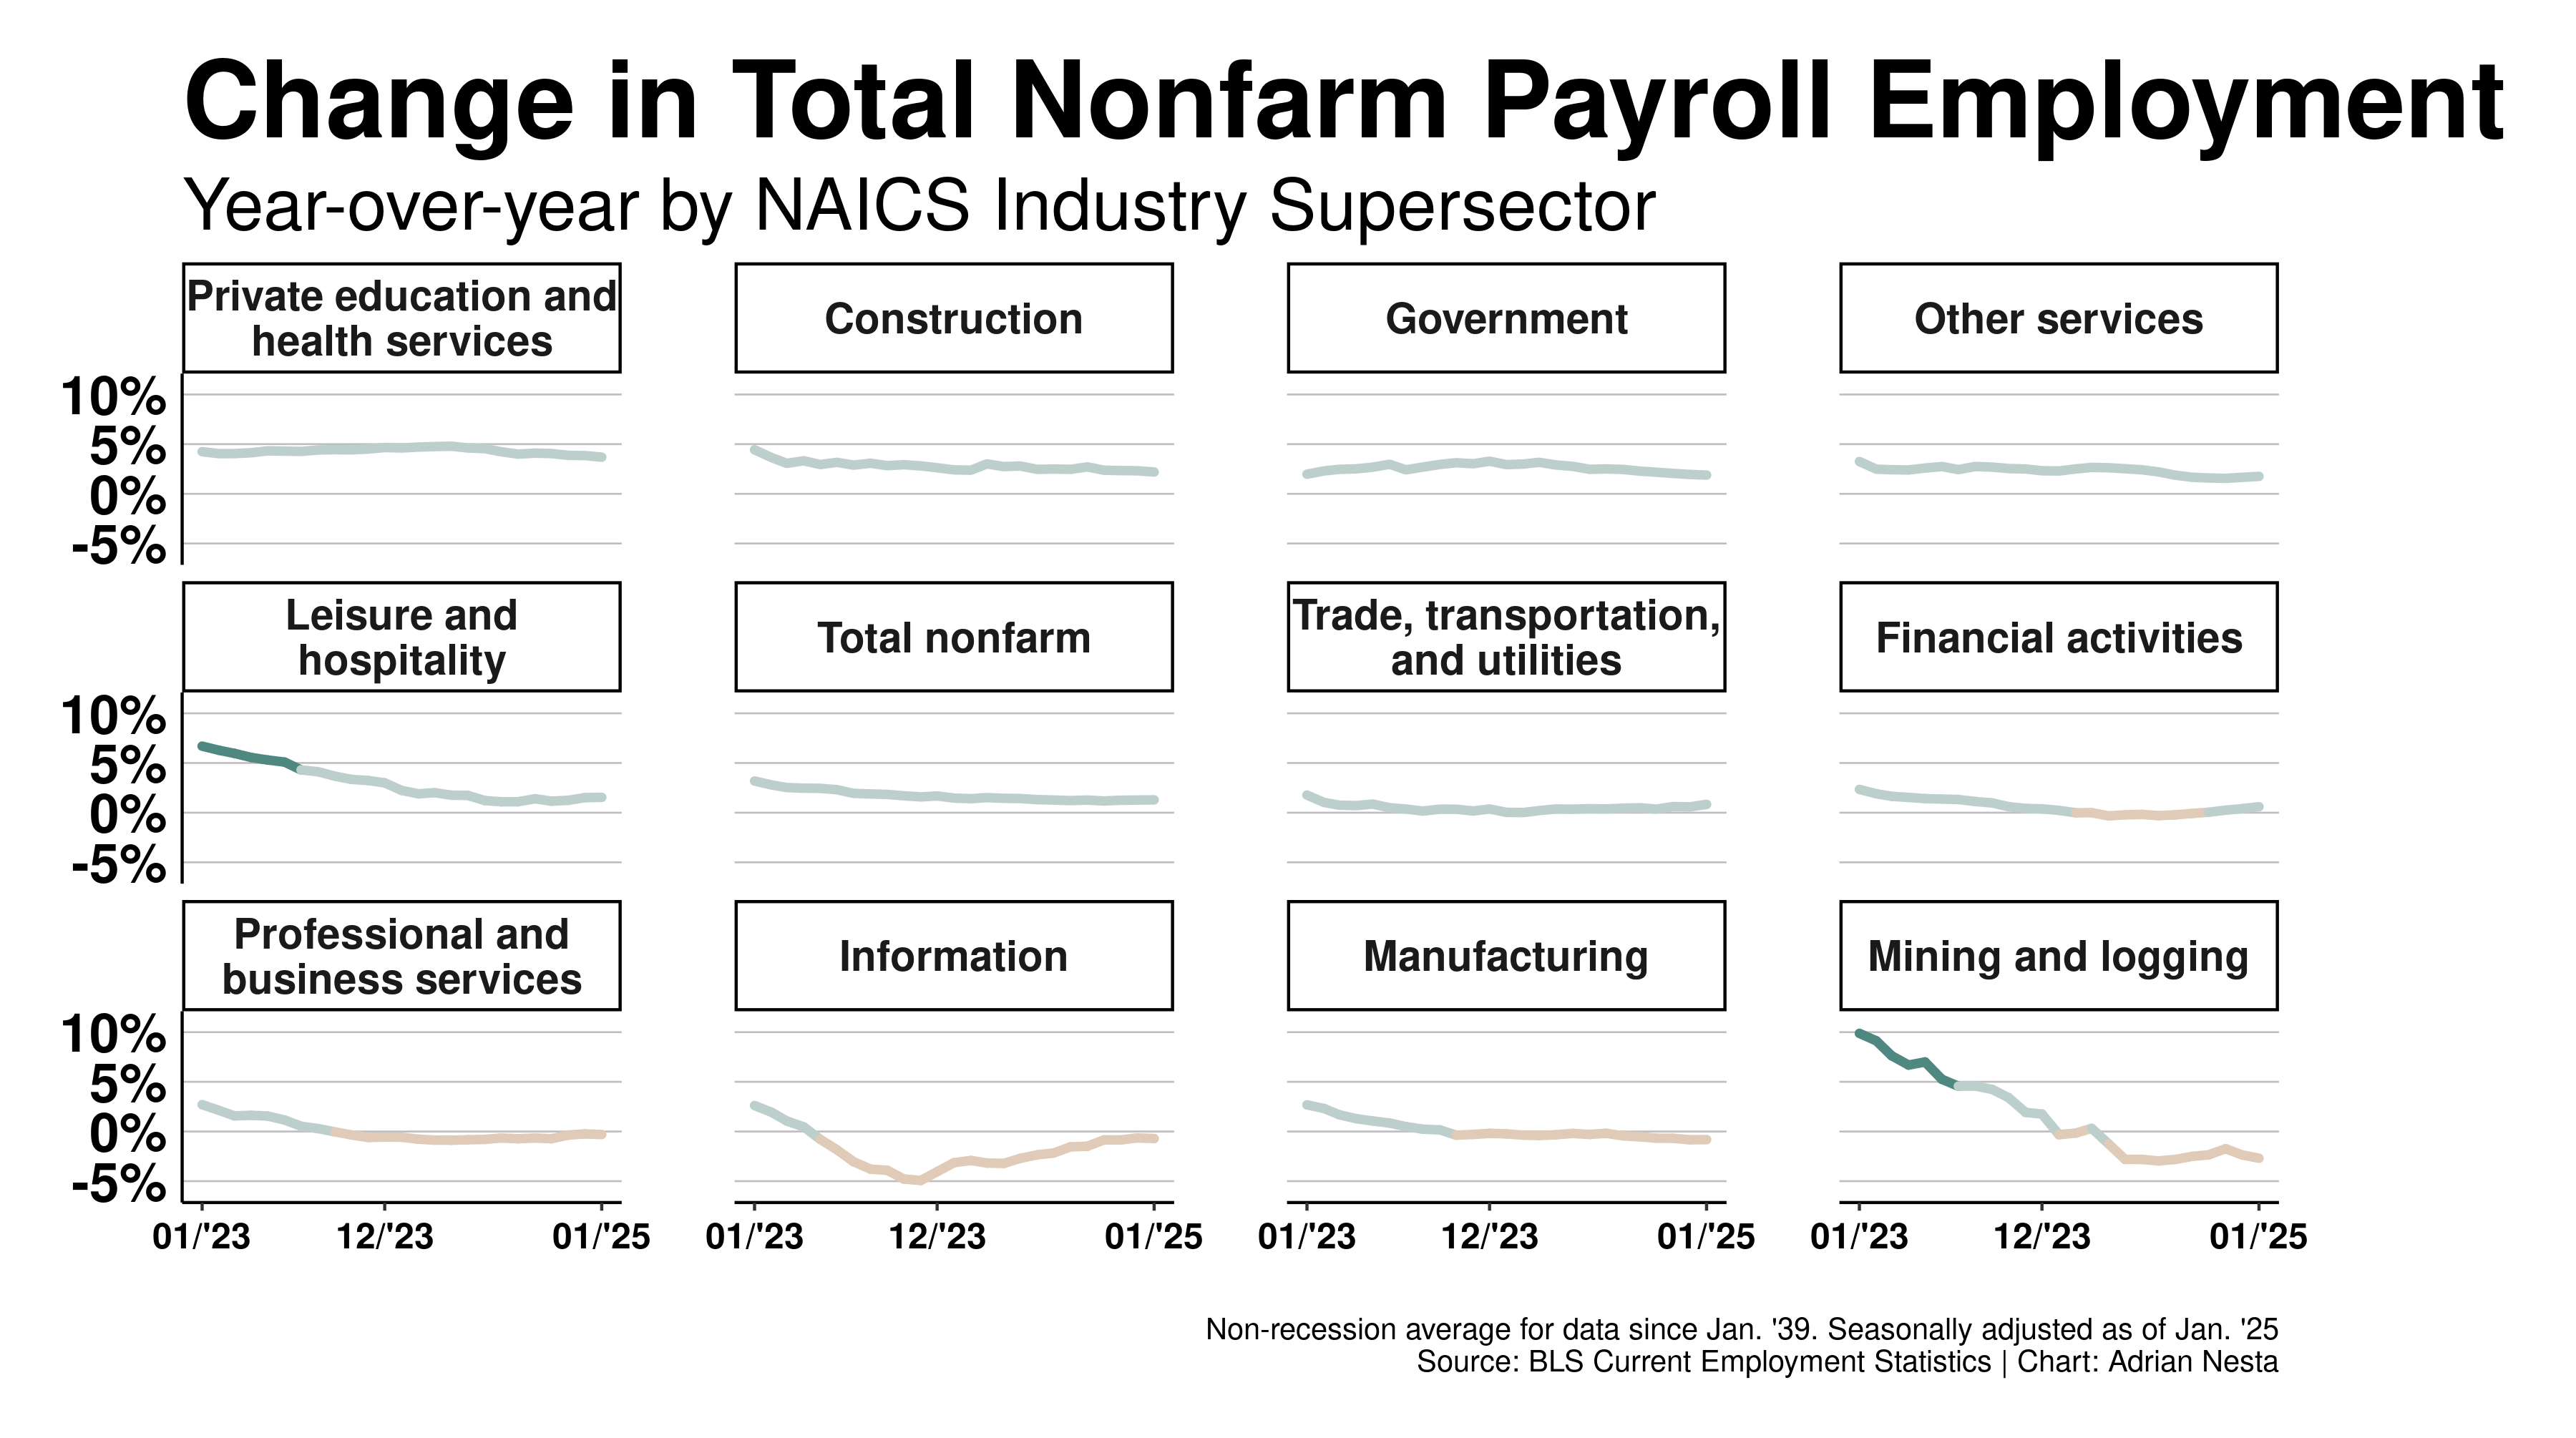 Change in Total Nonfarm Payroll Employment
Year-over-year by NAICS Industry Supersector
Private education and
health services
Construction
Government
Other services
10%
5%
0%
-5%
Leisure and
hospitality
Total nonfarm
Trade, transportation,
and utilities
Financial activities
10%
5%
0%
-5%
Professional and
business services
Information
Manufacturing
Mining and logging
10%
5%
0%
-5%
01/'23 12/'23 01/'25 01/'23 12/'23 01/'25 01/'23 12/'23 01/'25 01/'23 12/'23 01/'25
Non-recession average for data since Jan. '39. Seasonally adjusted as of Jan. '25
Source: BLS Current Employment Statistics | Chart: Adrian Nesta